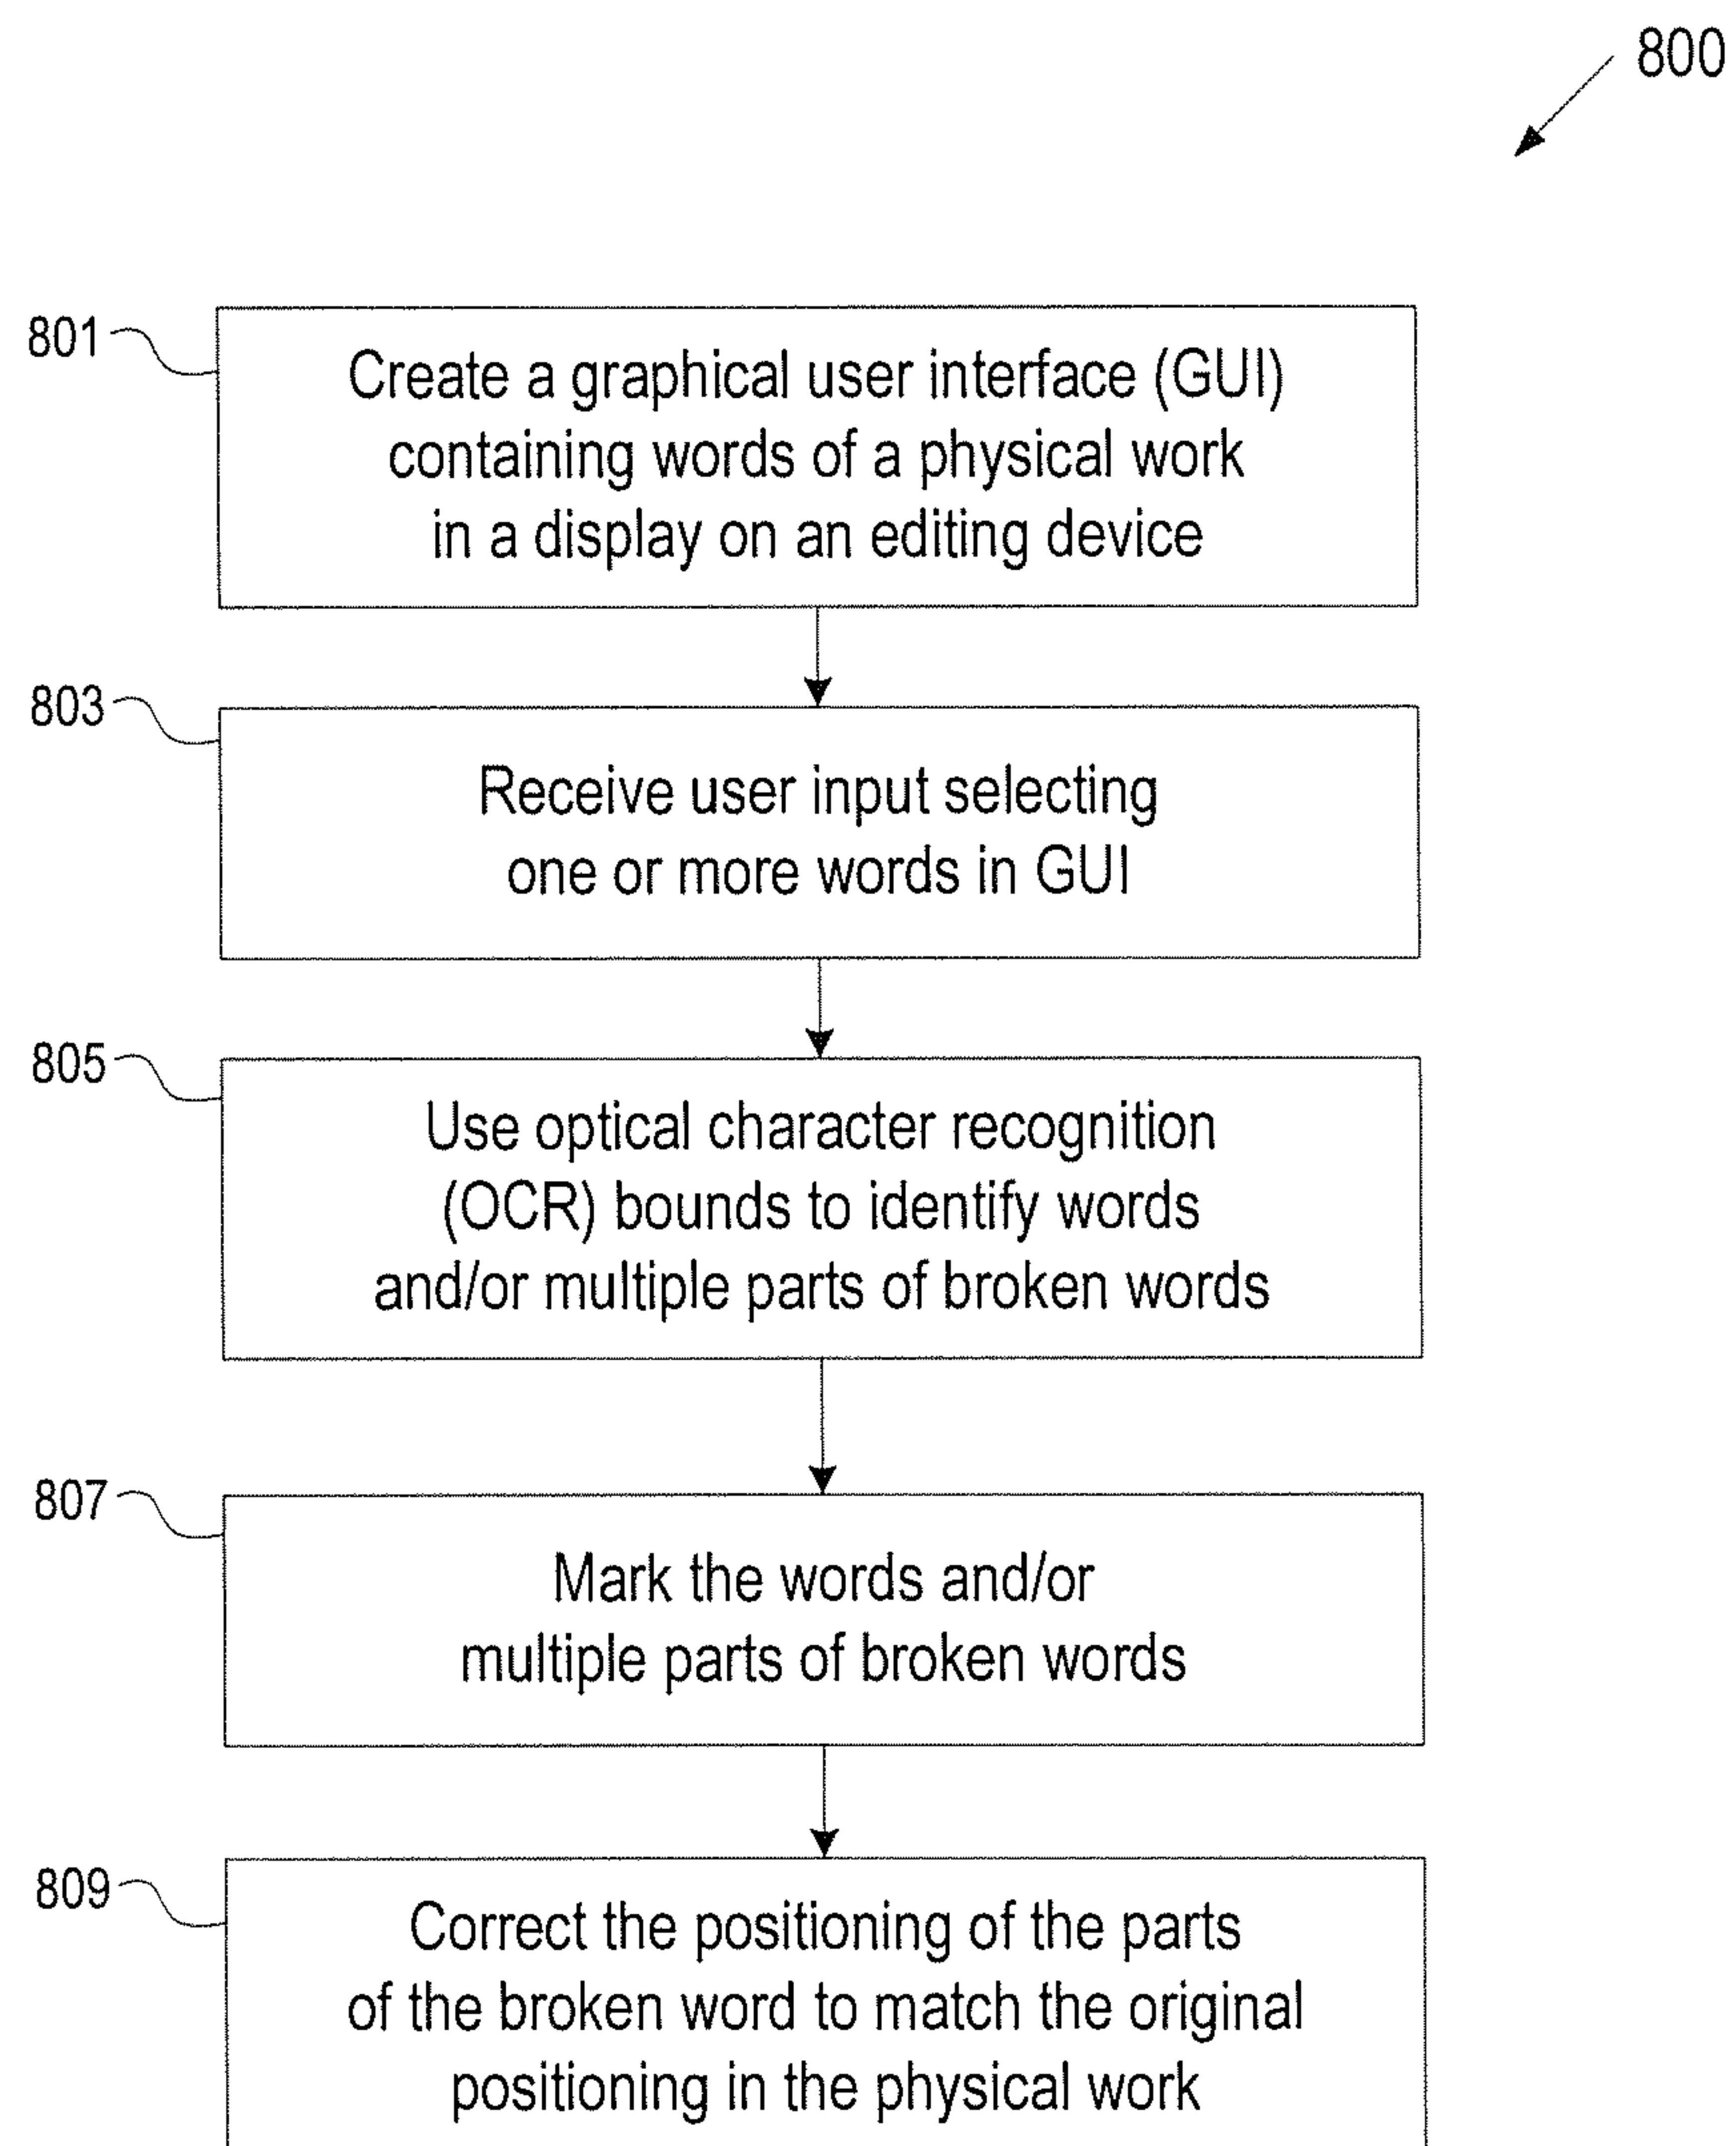 800
801
Create a graphical user interface (GUI)
containing words of a physical work
in a display on an editing device
803
Receive user input selecting
one or more words in GUI
805
Use optical character recognition
(OCR) bounds to identify words
and/or multiple parts of broken words
807
Mark the words and/or
multiple parts of broken words
809
Correct the positioning of the parts
of the broken word to match the original
positioning in the physical work